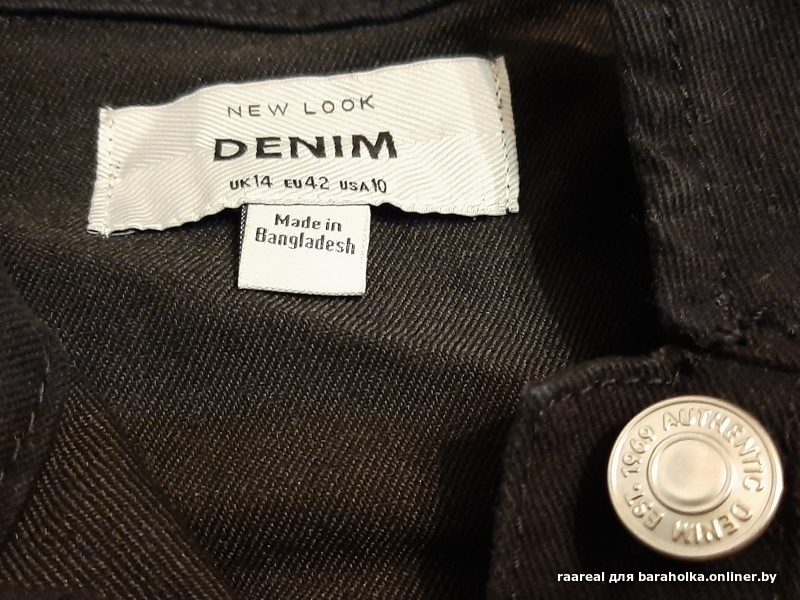 NEW LOOK
DENIM
UK14 EU42 USA10
Made in
Bangladesh
AUTHENTIC DENIM EST. 1969
raareal для baraholka.onliner.by